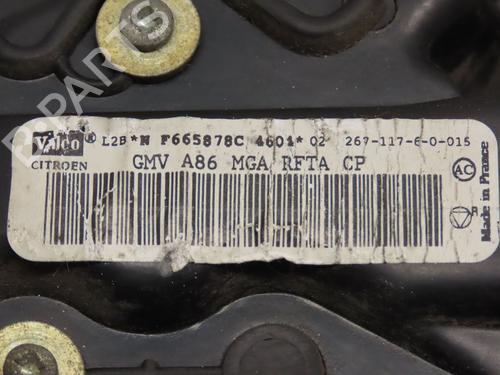 B-PARTS
Valeo® L2B*N F665878C 4601* 02 267-117-6-0-015
CITROEN GMV A86 MGA RFTA CP
AC
R
Made in France